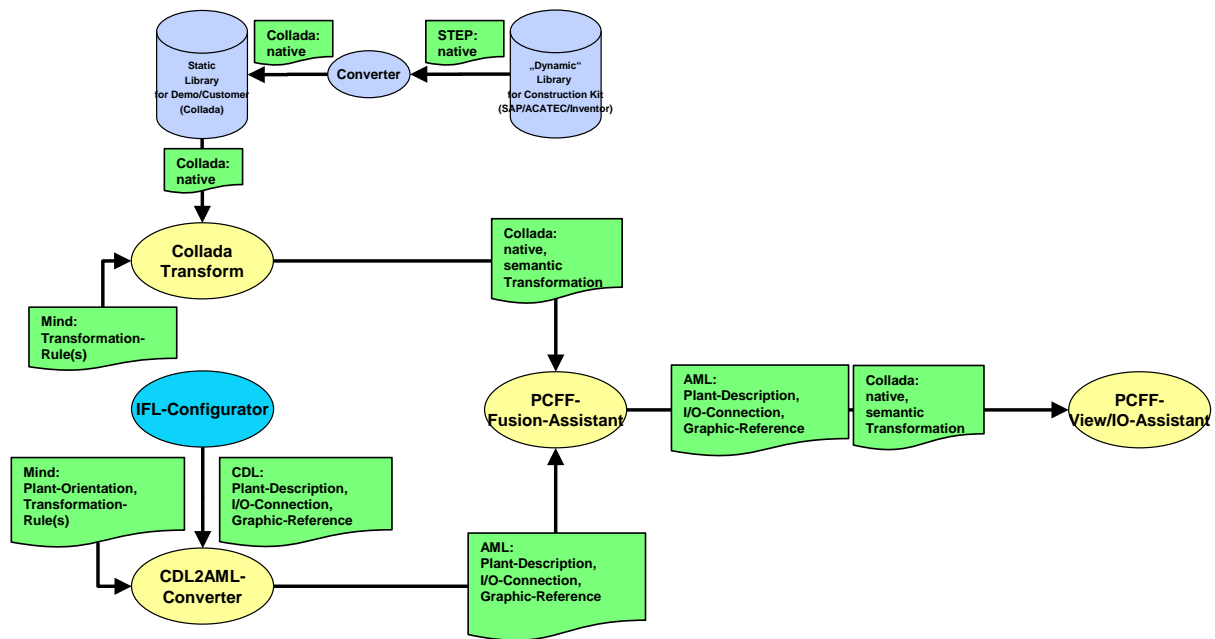 Collada:
native
STEP:
native
Static
Library
for Demo/Customer
(Collada)
Converter
„Dynamic“
Library
for Construction Kit
(SAP/ACATEC/Inventor)
Collada:
native
Collada
Transform
Collada:
native,
semantic
Transformation
Mind:
Transformation-
Rule(s)
IFL-Configurator
PCFF-
Fusion-Assistant
AML:
Plant-Description,
I/O-Connection,
Graphic-Reference
Collada:
native,
semantic
Transformation
PCFF-
View/IO-Assistant
Mind:
Plant-Orientation,
Transformation-
Rule(s)
CDL:
Plant-Description,
I/O-Connection,
Graphic-Reference
CDL2AML-
Converter
AML:
Plant-Description,
I/O-Connection,
Graphic-Reference